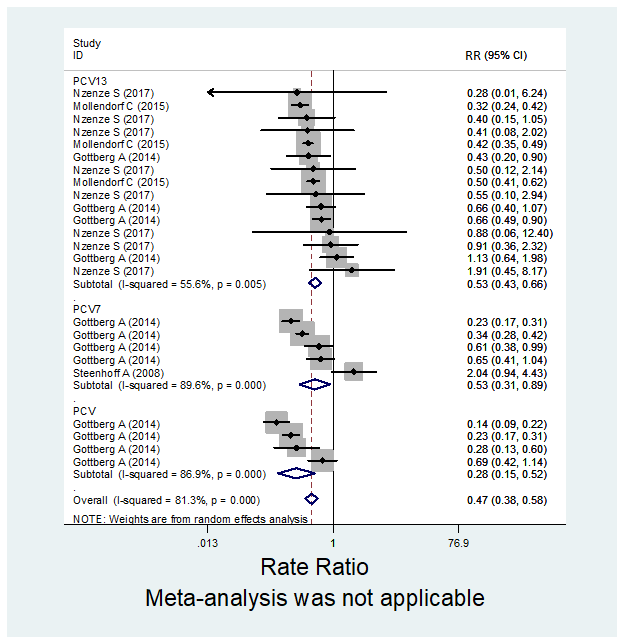 Study
ID RR (95% CI)
PCV13
Nzenze S (2017) 0.28 (0.01, 6.24)
Mollendorf C (2015) 0.32 (0.24, 0.42)
Nzenze S (2017) 0.40 (0.15, 1.05)
Nzenze S (2017) 0.41 (0.08, 2.02)
Mollendorf C (2015) 0.42 (0.35, 0.49)
Gottberg A (2014) 0.43 (0.20, 0.90)
Nzenze S (2017) 0.50 (0.12, 2.14)
Mollendorf C (2015) 0.50 (0.41, 0.62)
Nzenze S (2017) 0.55 (0.10, 2.94)
Gottberg A (2014) 0.66 (0.40, 1.07)
Gottberg A (2014) 0.66 (0.49, 0.90)
Nzenze S (2017) 0.88 (0.06, 12.40)
Nzenze S (2017) 0.91 (0.36, 2.32)
Gottberg A (2014) 1.13 (0.64, 1.98)
Nzenze S (2017) 1.91 (0.45, 8.17)
Subtotal (I-squared = 55.6%, p = 0.005) 0.53 (0.43, 0.66)
.
PCV7
Gottberg A (2014) 0.23 (0.17, 0.31)
Gottberg A (2014) 0.34 (0.28, 0.42)
Gottberg A (2014) 0.61 (0.38, 0.99)
Gottberg A (2014) 0.65 (0.41, 1.04)
Steenhoff A (2008) 2.04 (0.94, 4.43)
Subtotal (I-squared = 89.6%, p = 0.000) 0.53 (0.31, 0.89)
.
PCV
Gottberg A (2014) 0.14 (0.09, 0.22)
Gottberg A (2014) 0.23 (0.17, 0.31)
Gottberg A (2014) 0.28 (0.13, 0.60)
Gottberg A (2014) 0.69 (0.42, 1.14)
Subtotal (I-squared = 86.9%, p = 0.000) 0.28 (0.15, 0.52)
.
Overall (I-squared = 81.3%, p = 0.000) 0.47 (0.38, 0.58)
NOTE: Weights are from random effects analysis
.013 1 76.9
Rate Ratio
Meta-analysis was not applicable